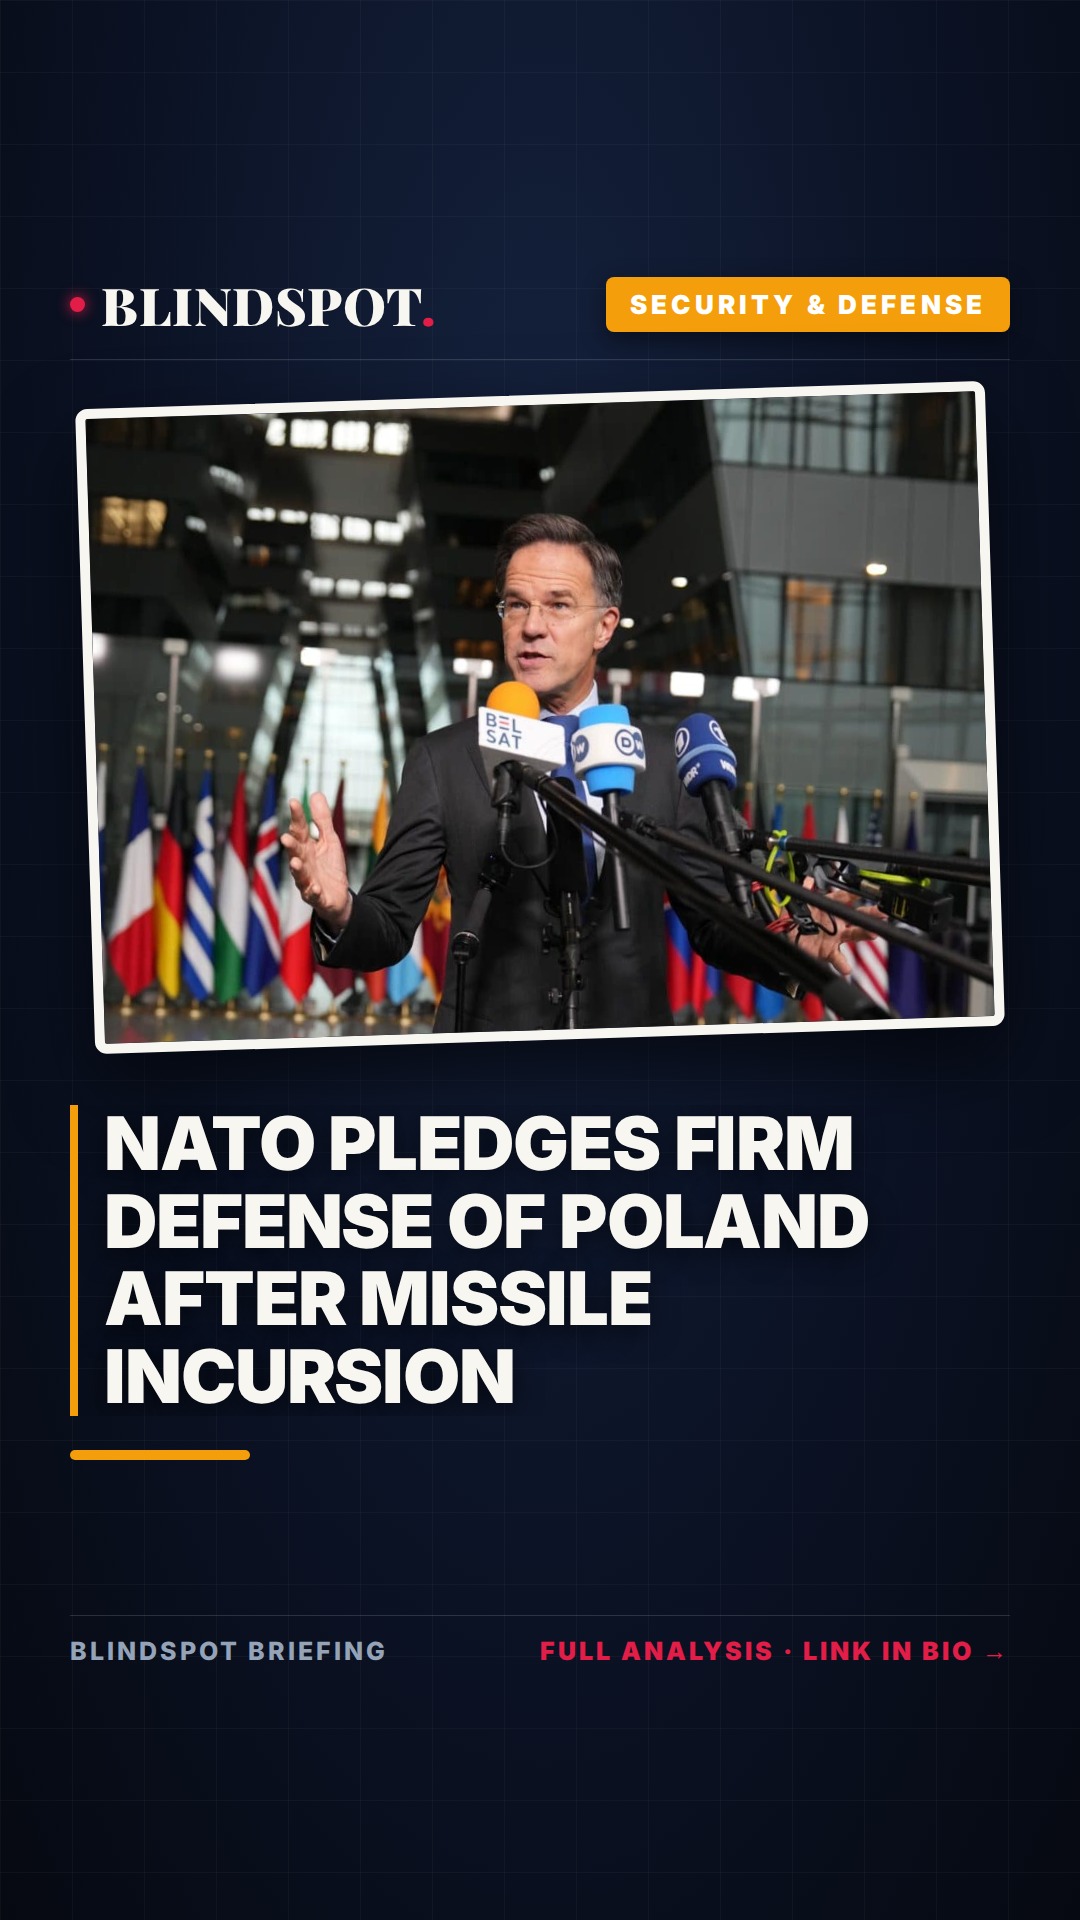 BLINDSPOT.
SECURITY & DEFENSE
BEL
SAT
DW
W
WDR
NATO PLEDGES FIRM
DEFENSE OF POLAND
AFTER MISSILE
INCURSION
BLINDSPOT BRIEFING
FULL ANALYSIS · LINK IN BIO →